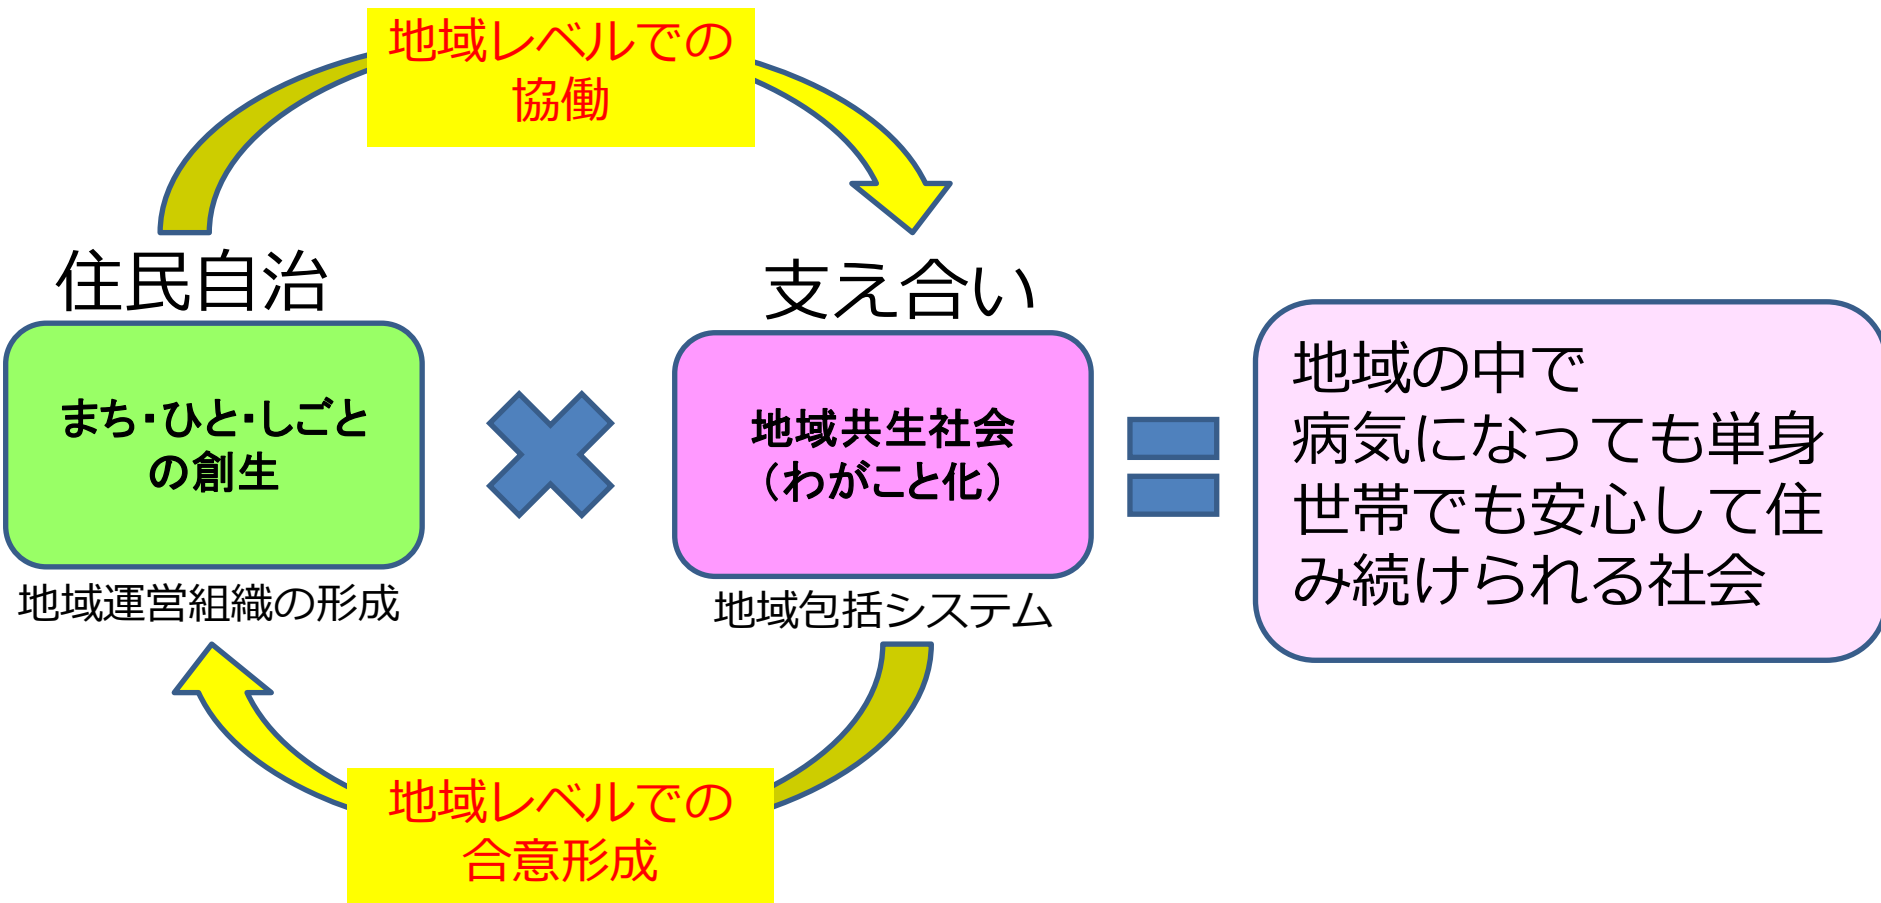 地域レベルでの
協働
住民自治
まち・ひと・しごと
の創生
地域運営組織の形成
支え合い
地域共生社会
（わがこと化）
地域包括システム
地域レベルでの
合意形成
地域の中で
病気になっても単身
世帯でも安心して住
み続けられる社会